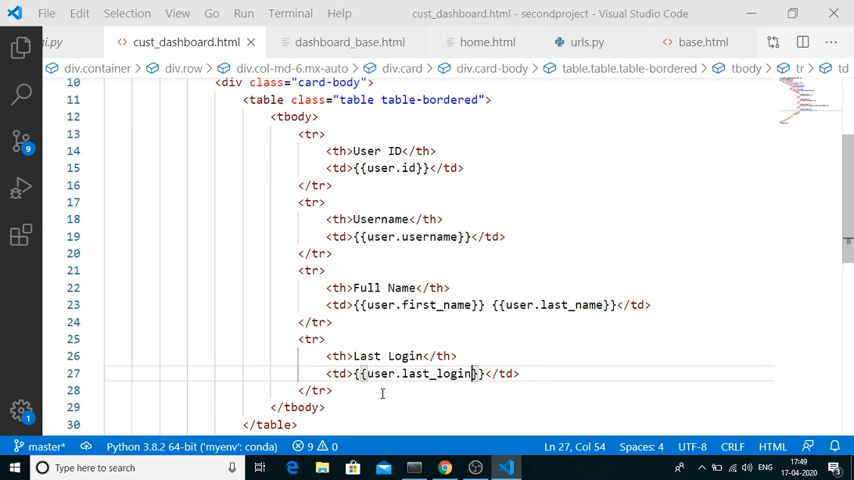 File Edit Selection View Go Run Terminal Help cust_dashboard.html - secondproject - Visual Studio Code
i.py cust_dashboard.html dashboard_base.html home.html urls.py base.html
div.container div.row div.col-md-6.mx-auto div.card div.card-body table.table.table-bordered tbody tr td
10 <div class="card-body">
11 <table class="table table-bordered">
12 <tbody>
13 <tr>
14 <th>User ID</th>
15 <td>{{user.id}}</td>
16 </tr>
17 <tr>
18 <th>Username</th>
19 <td>{{user.username}}</td>
20 </tr>
21 <tr>
22 <th>Full Name</th>
23 <td>{{user.first_name}} {{user.last_name}}</td>
24 </tr>
25 <tr>
26 <th>Last Login</th>
27 <td>{{user.last_login}}</td>
28 </tr>
29 </tbody>
30 </table>
9
master* Python 3.8.2 64-bit ('myenv': conda) 9 0 Ln 27, Col 54 Spaces: 4 UTF-8 CRLF HTML
Type here to search ENG 17:49
17-04-2020 3